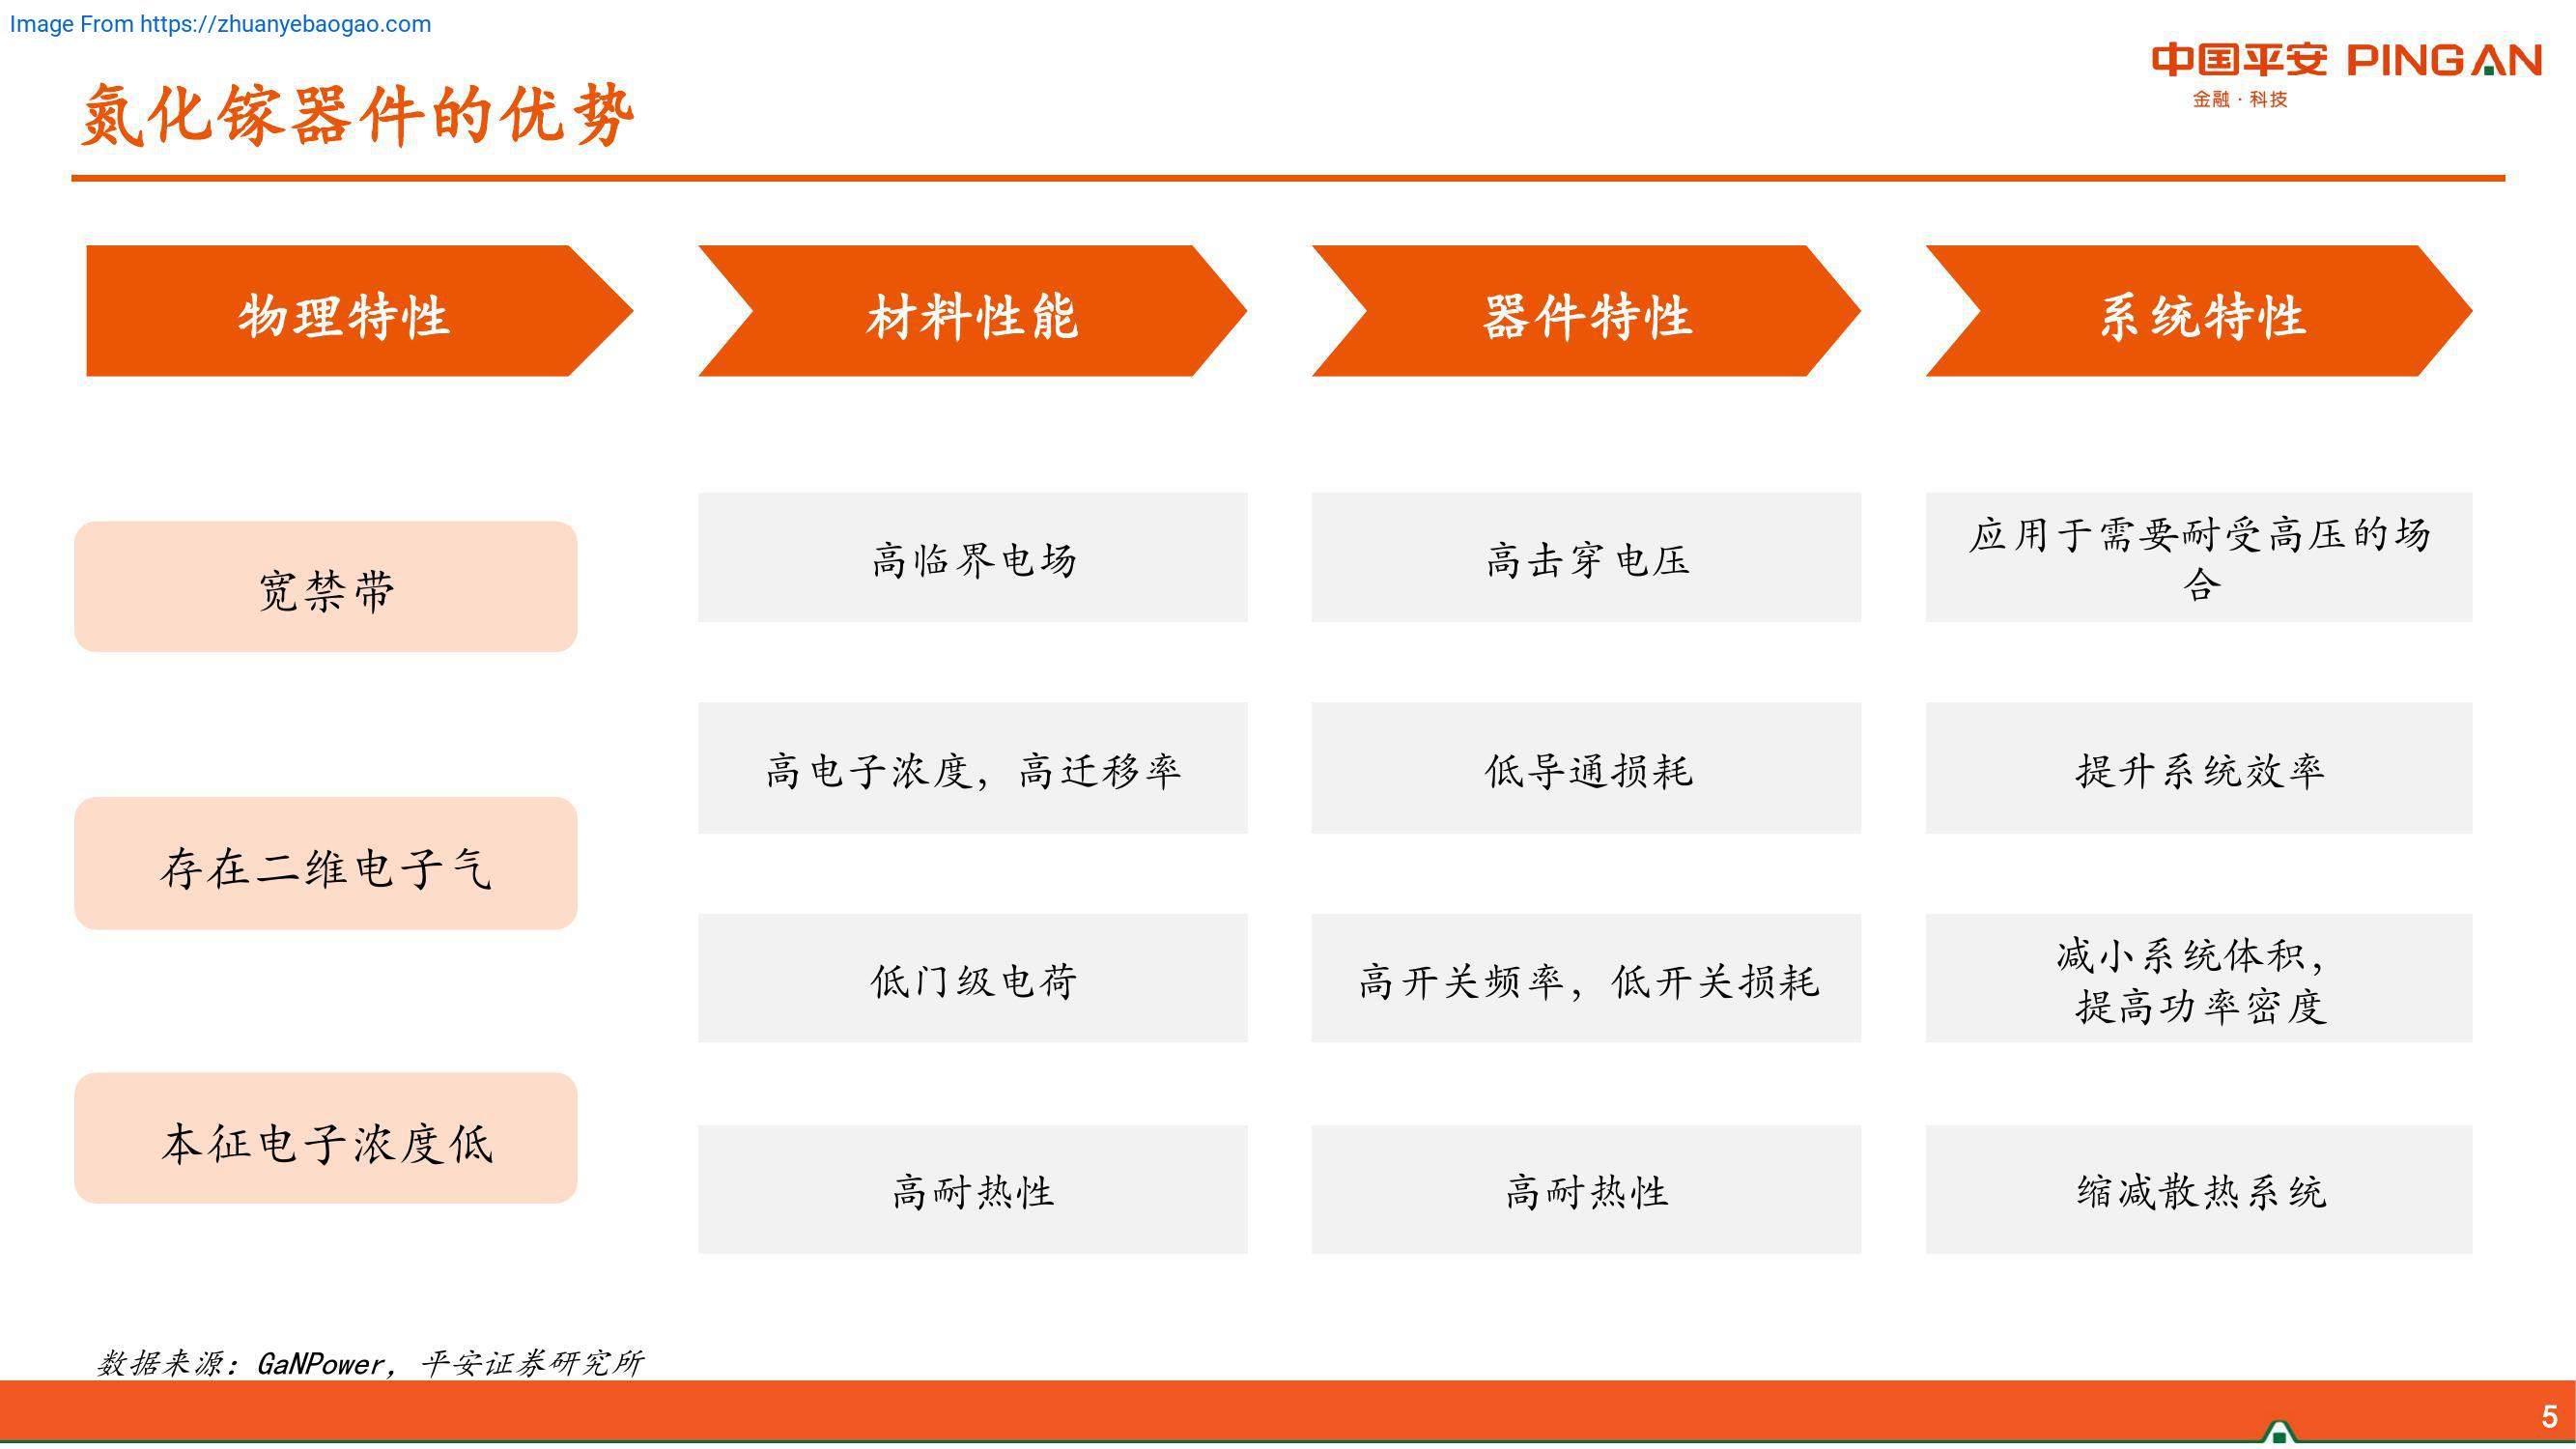 Image From https://zhuanyebaogao.com
中国平安 PINGAN
金融·科技
氮化镓器件的优势
物理特性
材料性能
器件特性
系统特性
宽禁带
存在二维电子气
本征电子浓度低
高临界电场
高击穿电压
应用于需要耐受高压的场
合
高电子浓度，高迁移率
低导通损耗
提升系统效率
低门级电荷
高开关频率，低开关损耗
减小系统体积，
提高功率密度
高耐热性
高耐热性
缩减散热系统
数据来源：GaNPower，平安证券研究所
5